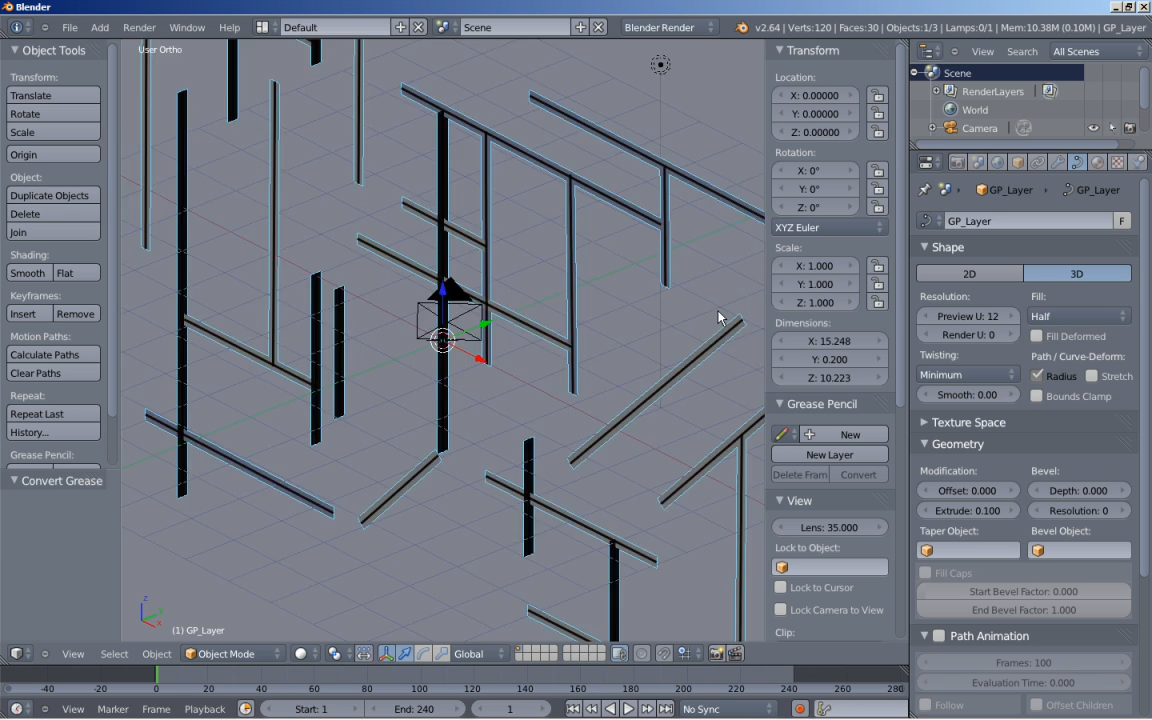 Blender
File Add Render Window Help
Default
Scene
Blender Render
v2.64 | Verts:120 | Faces:30 | Objects:1/3 | Lamps:0/1 | Mem:10.38M (0.10M) | GP_Layer
Object Tools
Transform:
Translate
Rotate
Scale
Origin
Object:
Duplicate Objects
Delete
Join
Shading:
Smooth Flat
Keyframes:
Insert Remove
Motion Paths:
Calculate Paths
Clear Paths
Repeat:
Repeat Last
History...
Grease Pencil:
Convert Grease
User Ortho
z
y
x
(1) GP_Layer
Transform
Location:
X: 0.00000
Y: 0.00000
Z: 0.00000
Rotation:
X: 0°
Y: 0°
Z: 0°
XYZ Euler
Scale:
X: 1.000
Y: 1.000
Z: 1.000
Dimensions:
X: 15.248
Y: 0.200
Z: 10.223
Grease Pencil
New
New Layer
Delete Fram Convert
View
Lens: 35.000
Lock to Object:
Lock to Cursor
Lock Camera to View
Clip:
View Search All Scenes
Scene
RenderLayers
World
Camera
GP_Layer GP_Layer
GP_Layer F
Shape
2D 3D
Resolution: Fill:
Preview U: 12 Half
Render U: 0 Fill Deformed
Twisting: Path / Curve-Deform:
Minimum Radius Stretch
Smooth: 0.00 Bounds Clamp
Texture Space
Geometry
Modification: Bevel:
Offset: 0.000 Depth: 0.000
Extrude: 0.100 Resolution: 0
Taper Object: Bevel Object:
Fill Caps
Start Bevel Factor: 0.000
End Bevel Factor: 1.000
Path Animation
Frames: 100
Evaluation Time: 0.000
Follow Offset Children
View Select Object Object Mode Global
-40 -20 0 20 40 60 80 100 120 140 160 180 200 220 240 260 280
View Marker Frame Playback Start: 1 End: 240 1 No Sync